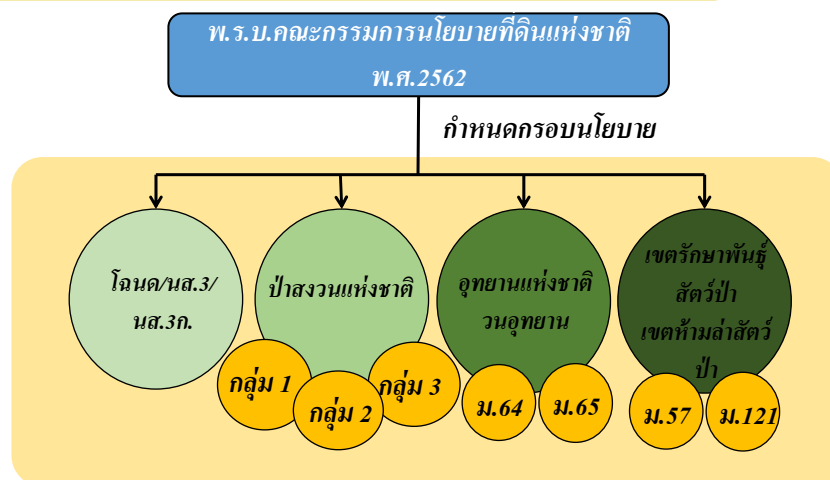 พ.ร.บ.คณะกรรมการนโยบายที่ดินแห่งชาติ
พ.ศ.2562
กำหนดกรอบนโยบาย
โฉนด/นส.3/
นส.3ก.
ป่าสงวนแห่งชาติ
อุทยานแห่งชาติ
วนอุทยาน
เขตรักษาพันธุ์
สัตว์ป่า
เขตห้ามล่าสัตว์
ป่า
กลุ่ม 1
กลุ่ม 2
กลุ่ม 3
ม.64
ม.65
ม.57
ม.121